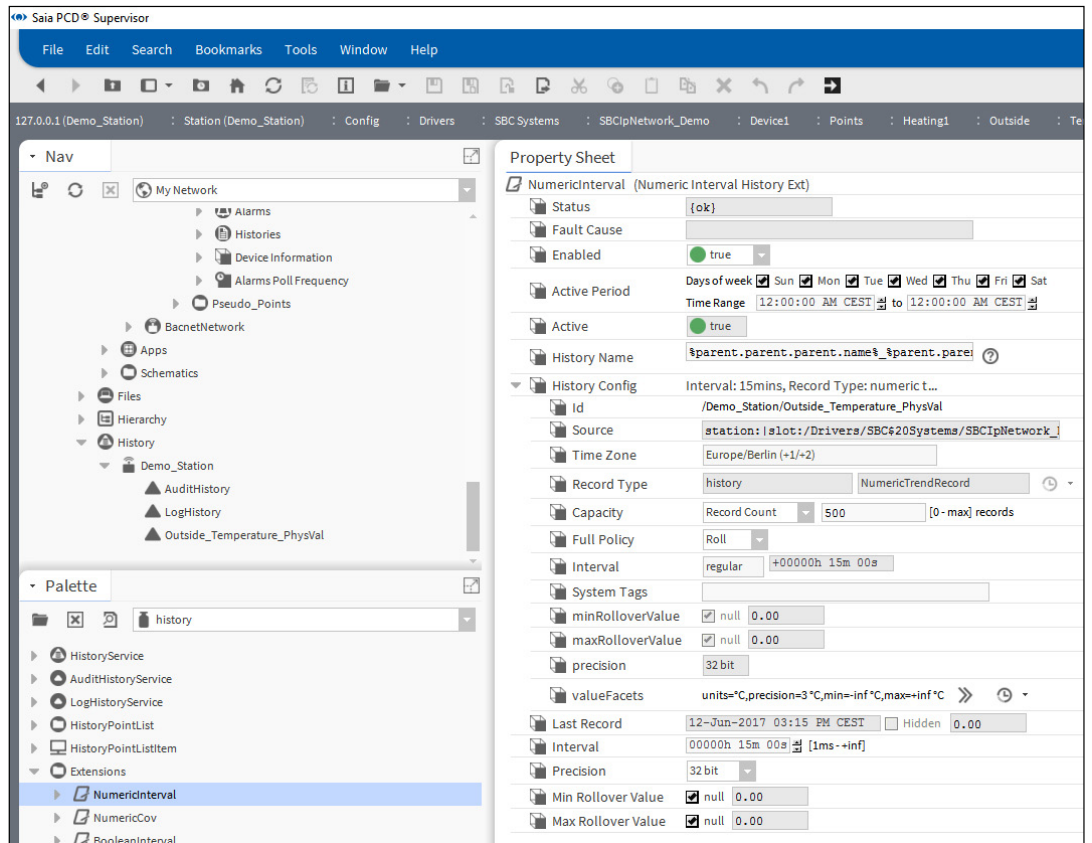 Saia PCD® Supervisor
File Edit Search Bookmarks Tools Window Help
127.0.0.1 (Demo_Station) : Station (Demo_Station) : Config : Drivers : SBC Systems : SBCIpNetwork_Demo : Device1 : Points : Heating1 : Outside : Te
Nav
My Network
Alarms
Histories
Device Information
Alarms Poll Frequency
Pseudo_Points
BacnetNetwork
Apps
Schematics
Files
Hierarchy
History
Demo_Station
AuditHistory
LogHistory
Outside_Temperature_PhysVal
Palette
history
HistoryService
AuditHistoryService
LogHistoryService
HistoryPointList
HistoryPointListItem
Extensions
NumericInterval
NumericCov
BooleanInterval
Property Sheet
NumericInterval (Numeric Interval History Ext)
Status {ok}
Fault Cause
Enabled true
Active Period Days of week Sun Mon Tue Wed Thu Fri Sat
Time Range 12:00:00 AM CEST to 12:00:00 AM CEST
Active true
History Name %parent.parent.parent.name%_%parent.pare
History Config Interval: 15mins, Record Type: numeric t...
Id /Demo_Station/Outside_Temperature_PhysVal
Source station:|slot:/Drivers/SBC$20Systems/SBCIpNetwork_
Time Zone Europe/Berlin (+1/+2)
Record Type history NumericTrendRecord
Capacity Record Count 500 [0 - max] records
Full Policy Roll
Interval regular +00000h 15m 00s
System Tags
minRolloverValue null 0.00
maxRolloverValue null 0.00
precision 32 bit
valueFacets units=°C,precision=3 °C,min=-inf °C,max=+inf °C
Last Record 12-Jun-2017 03:15 PM CEST Hidden 0.00
Interval 00000h 15m 00s [1ms-+inf]
Precision 32 bit
Min Rollover Value null 0.00
Max Rollover Value null 0.00